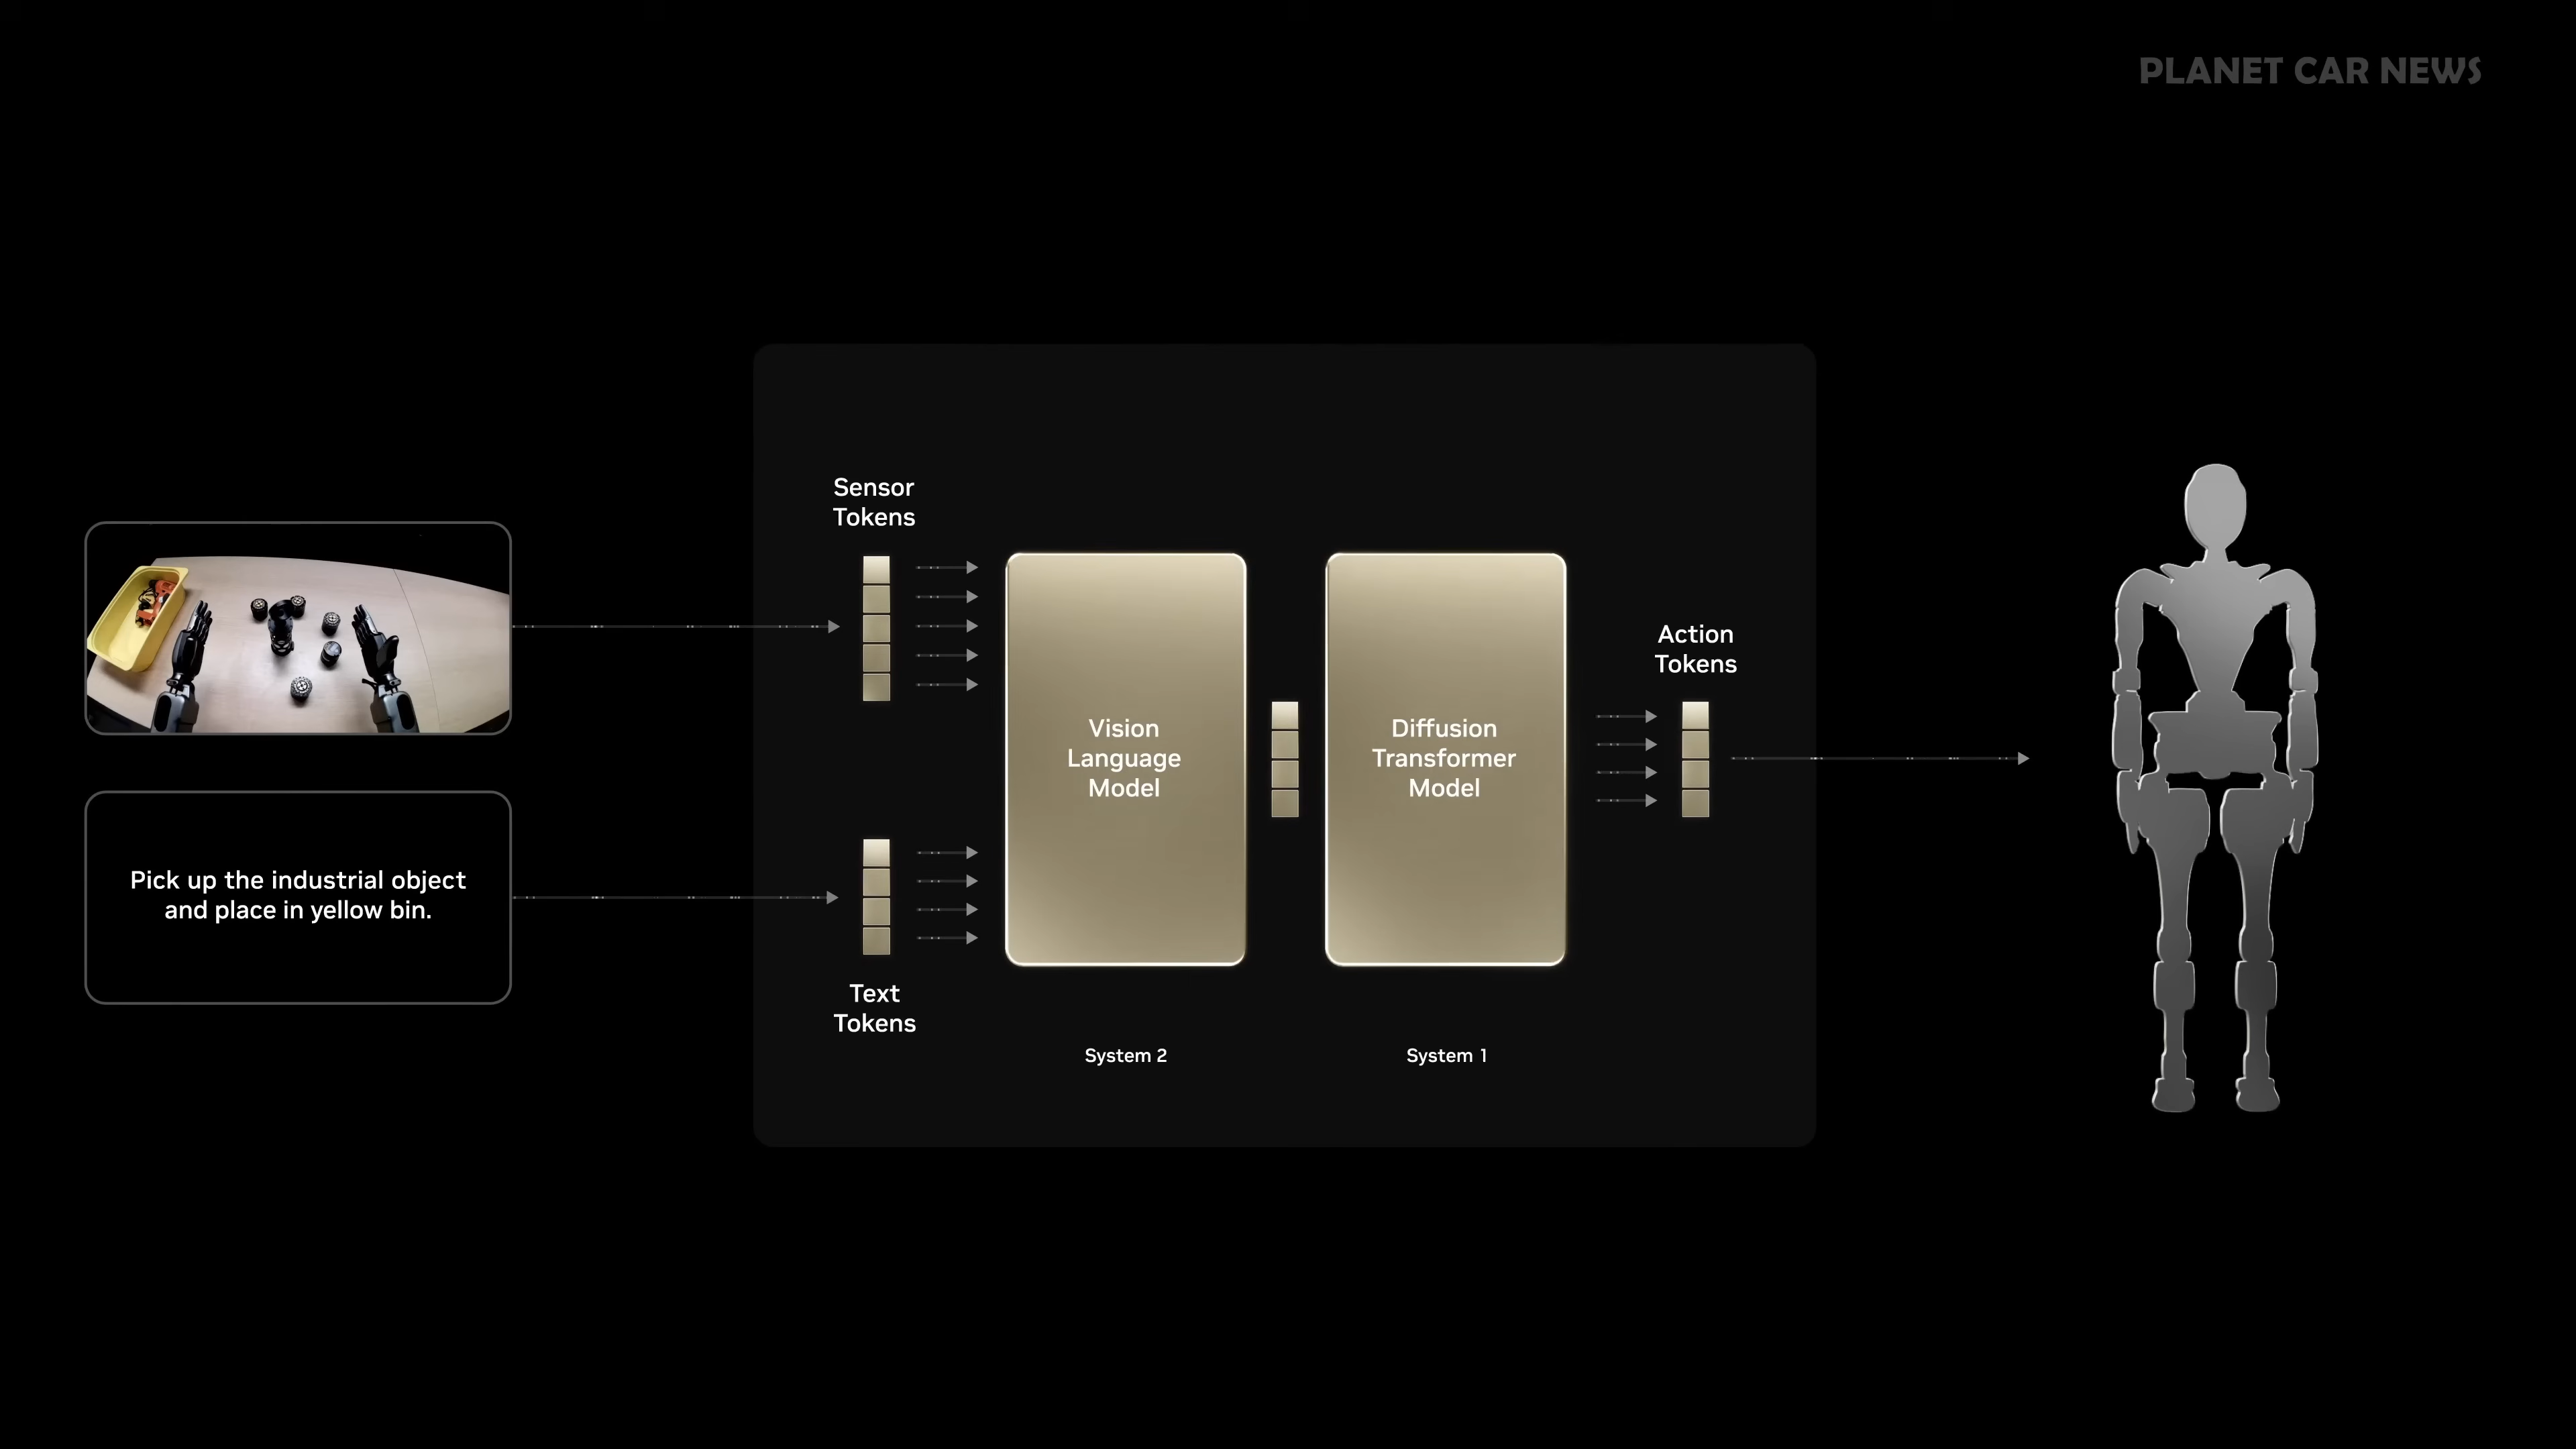 PLANET CAR NEWS
Sensor
Tokens
Pick up the industrial object
and place in yellow bin.
Text
Tokens
Vision
Language
Model
System 2
Diffusion
Transformer
Model
System 1
Action
Tokens